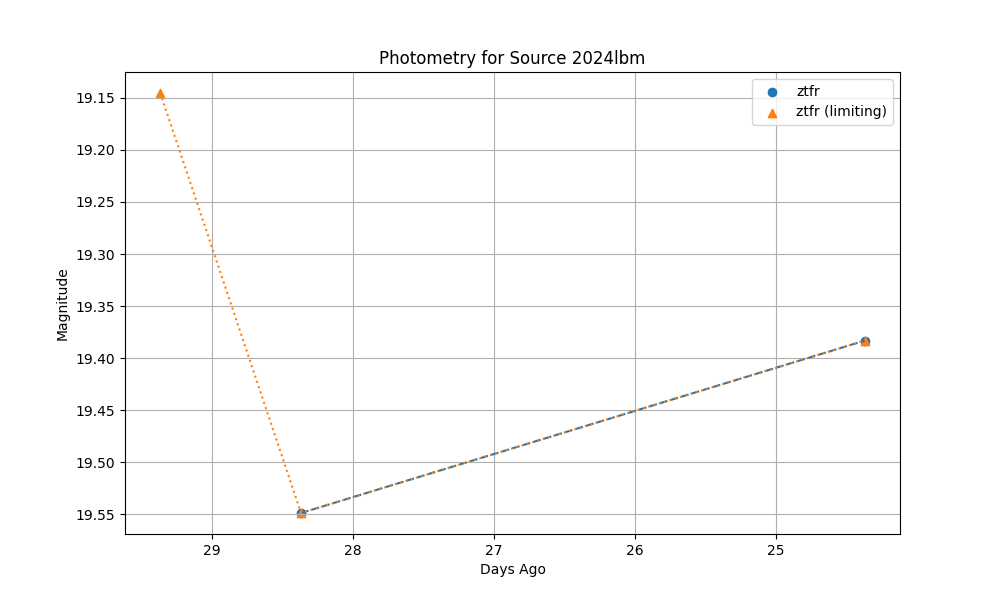 Photometry for Source 2024lbm
ztfr
ztfr (limiting)
Magnitude
19.15
19.20
19.25
19.30
19.35
19.40
19.45
19.50
19.55
29
28
27
26
25
Days Ago